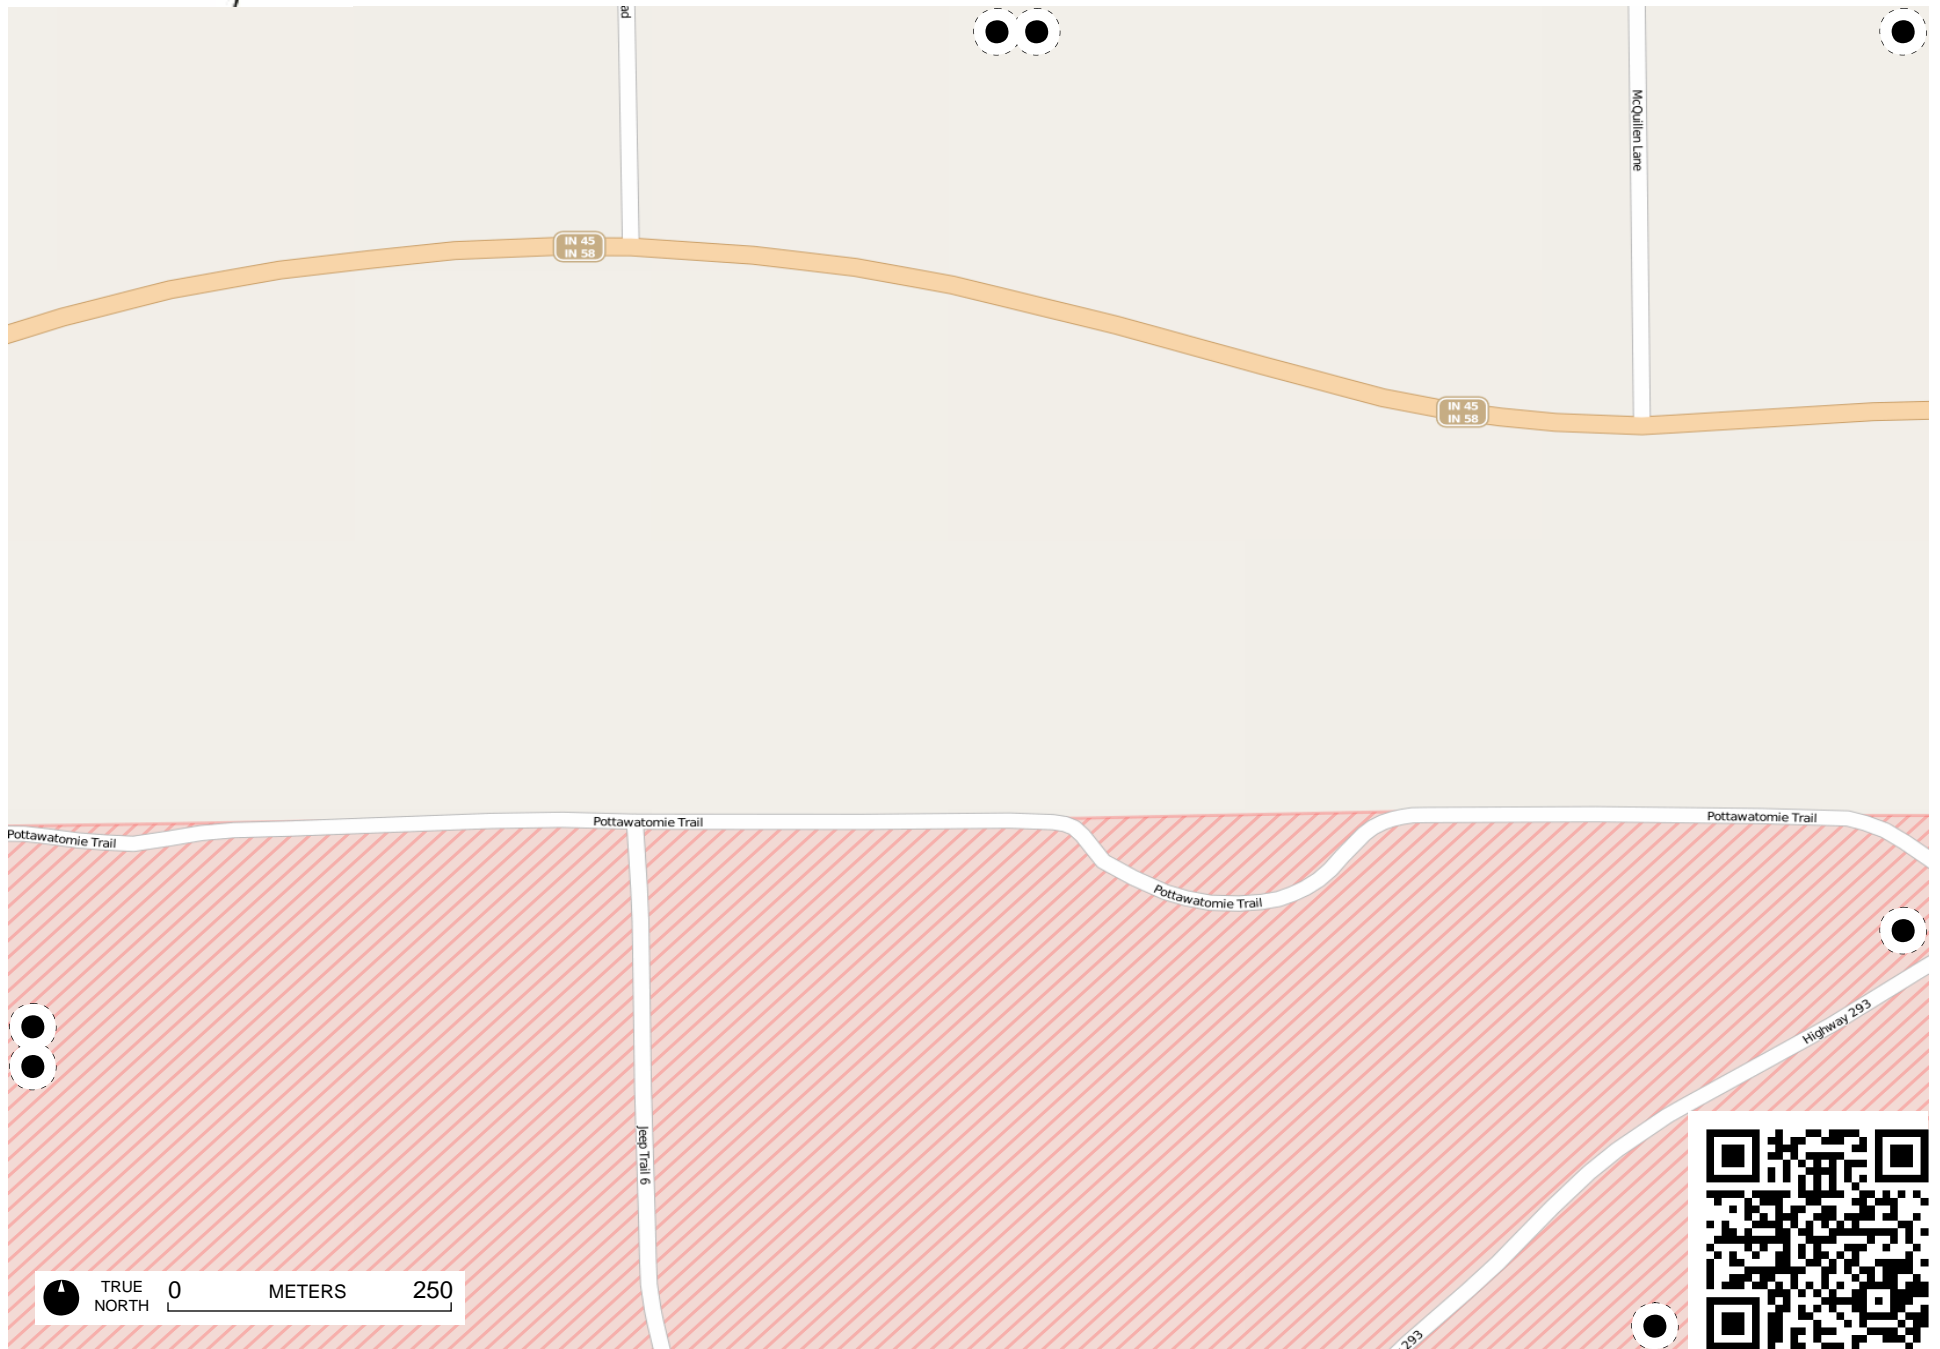 ad
McQuillen Lane
IN 45
IN 58
IN 45
IN 58
Pottawatomie Trail
Pottawatomie Trail
Pottawatomie Trail
Pottawatomie Trail
Highway 293
Jeep Trail 6
TRUE
NORTH
0 METERS 250
293